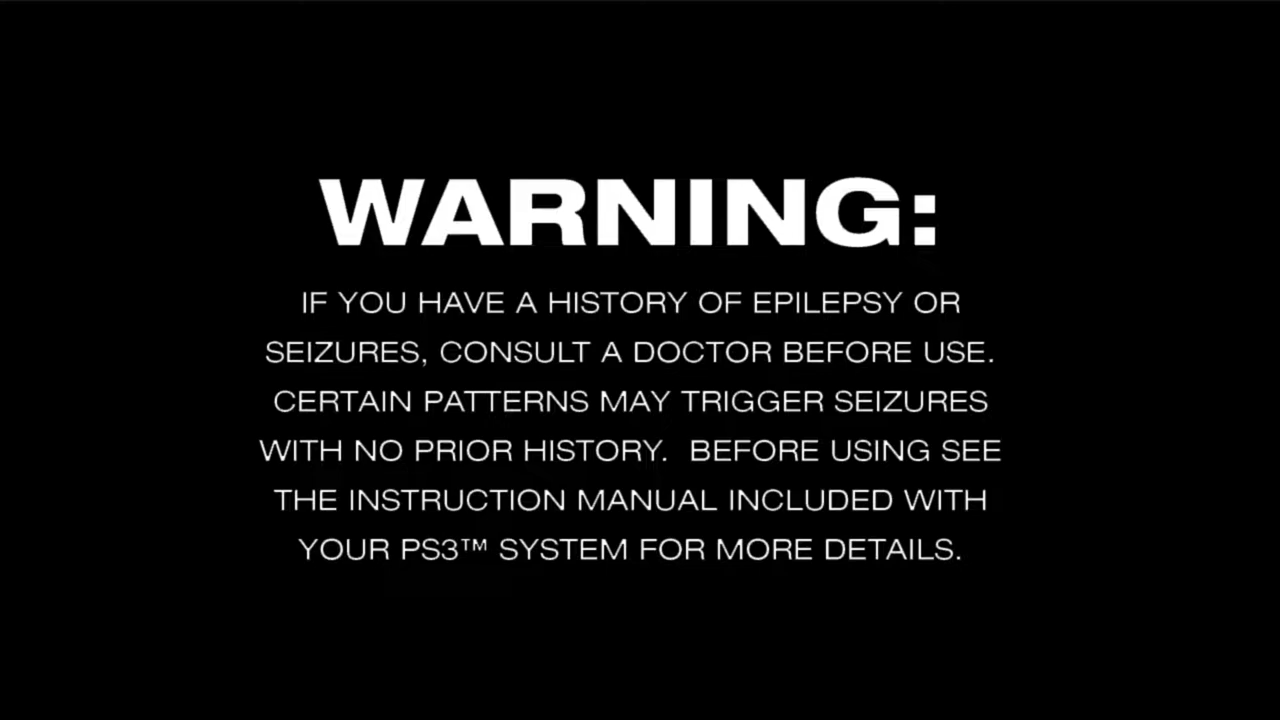 WARNING:
IF YOU HAVE A HISTORY OF EPILEPSY OR
SEIZURES, CONSULT A DOCTOR BEFORE USE.
CERTAIN PATTERNS MAY TRIGGER SEIZURES
WITH NO PRIOR HISTORY.  BEFORE USING SEE
THE INSTRUCTION MANUAL INCLUDED WITH
YOUR PS3™ SYSTEM FOR MORE DETAILS.